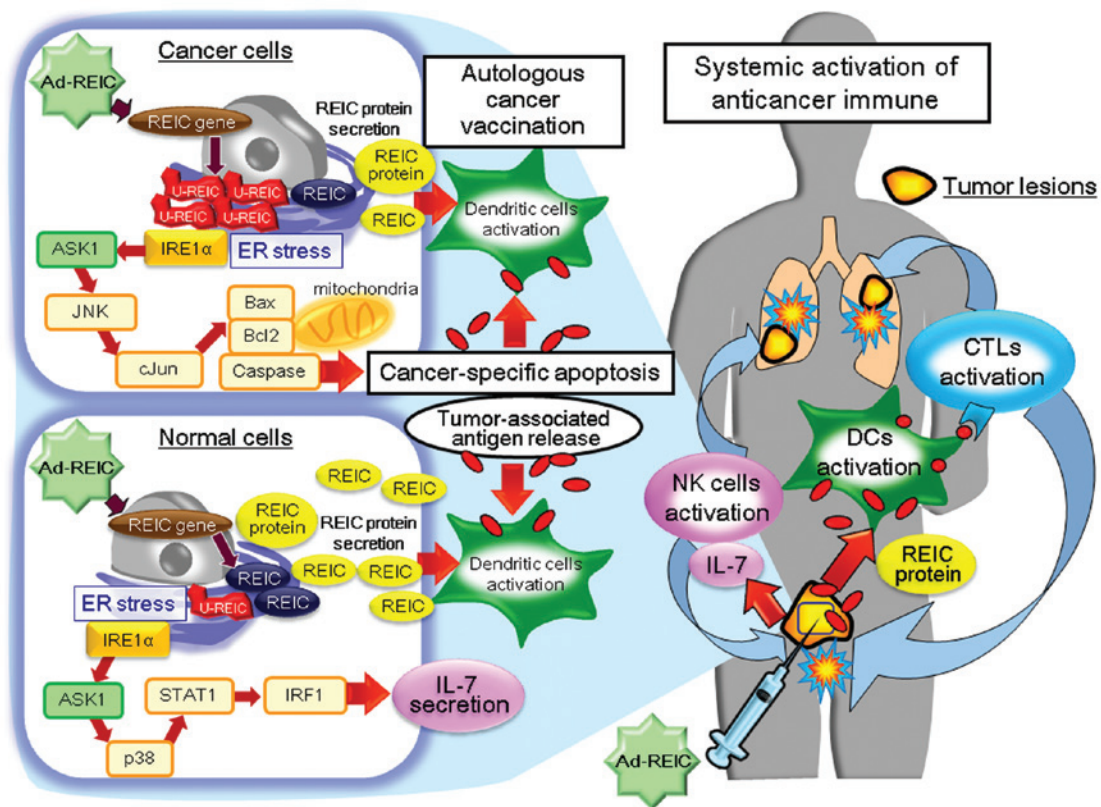 Cancer cells
Ad-REIC
REIC gene
REIC protein
secretion
REIC
protein
U-REIC
U-REIC
U-REIC
U-REIC
REIC
REIC
ASK1
IRE1α
ER stress
JNK
cJun
Bax
Bcl2
Caspase
mitochondria
Autologous
cancer
vaccination
Dendritic cells
activation
Cancer-specific apoptosis
Tumor-associated
antigen release
Normal cells
Ad-REIC
REIC gene
REIC
protein
REIC
REIC
REIC protein
secretion
REIC
REIC
REIC
REIC
REIC
U-REIC
ER stress
IRE1α
ASK1
p38
STAT1
IRF1
IL-7
secretion
Dendritic cells
activation
Systemic activation of
anticancer immune
Tumor lesions
CTLs
activation
DCs
activation
NK cells
activation
IL-7
REIC
protein
Ad-REIC